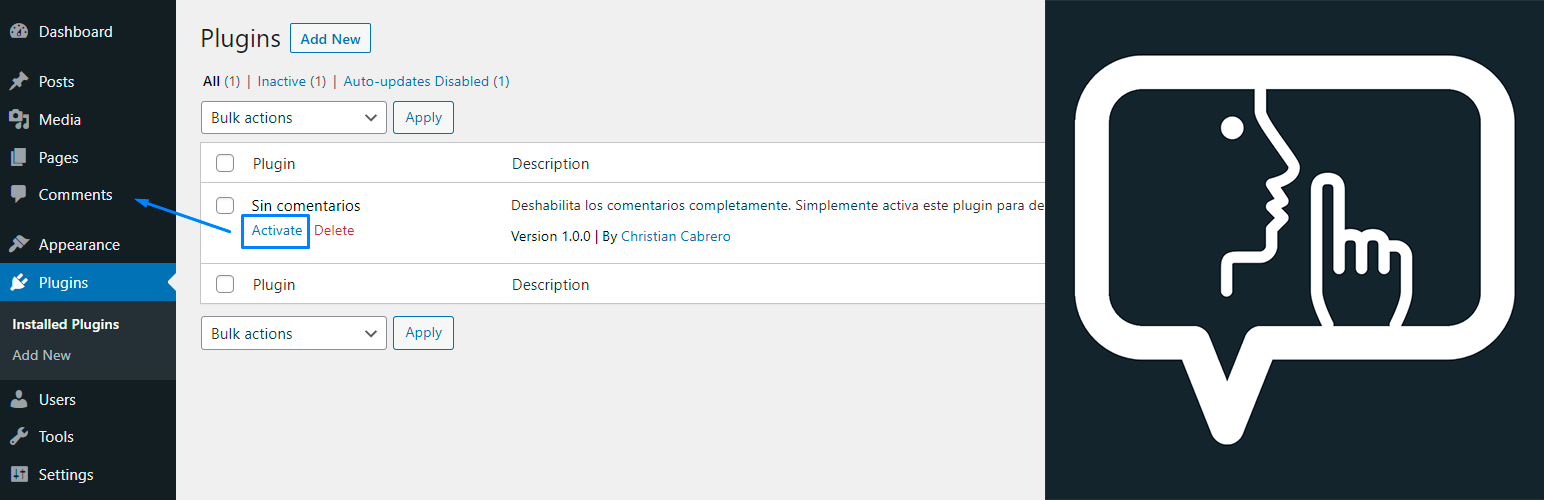 Dashboard
Posts
Media
Pages
Comments
Appearance
Plugins
Installed Plugins
Add New
Users
Tools
Settings
Plugins Add New
All (1) | Inactive (1) | Auto-updates Disabled (1)
Bulk actions Apply
Plugin Description
Sin comentarios Deshabilita los comentarios completamente. Simplemente activa este plugin para de
Activate Delete Version 1.0.0 | By Christian Cabrero
Plugin Description
Bulk actions Apply